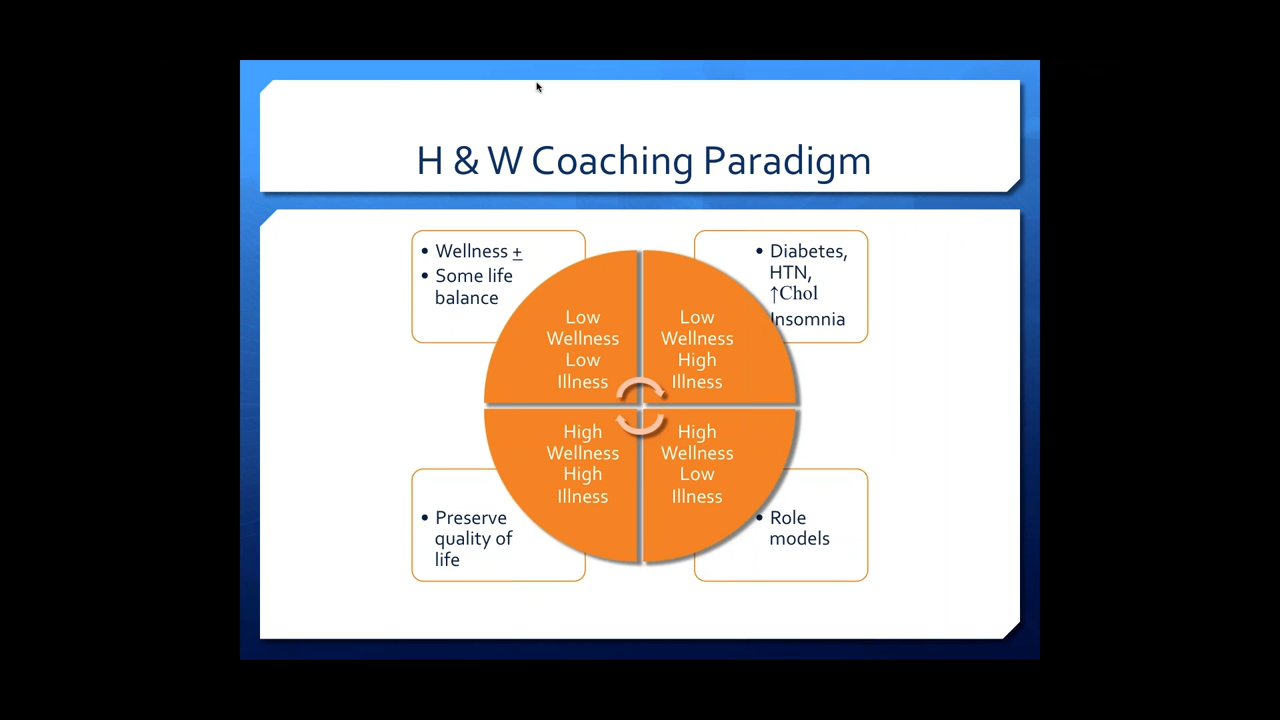 H & W Coaching Paradigm
• Wellness +
• Some life
balance
• Diabetes,
HTN,
↑Chol
Insomnia
Low
Wellness
Low
Illness
Low
Wellness
High
Illness
High
Wellness
High
Illness
High
Wellness
Low
Illness
• Preserve
quality of
life
• Role
models